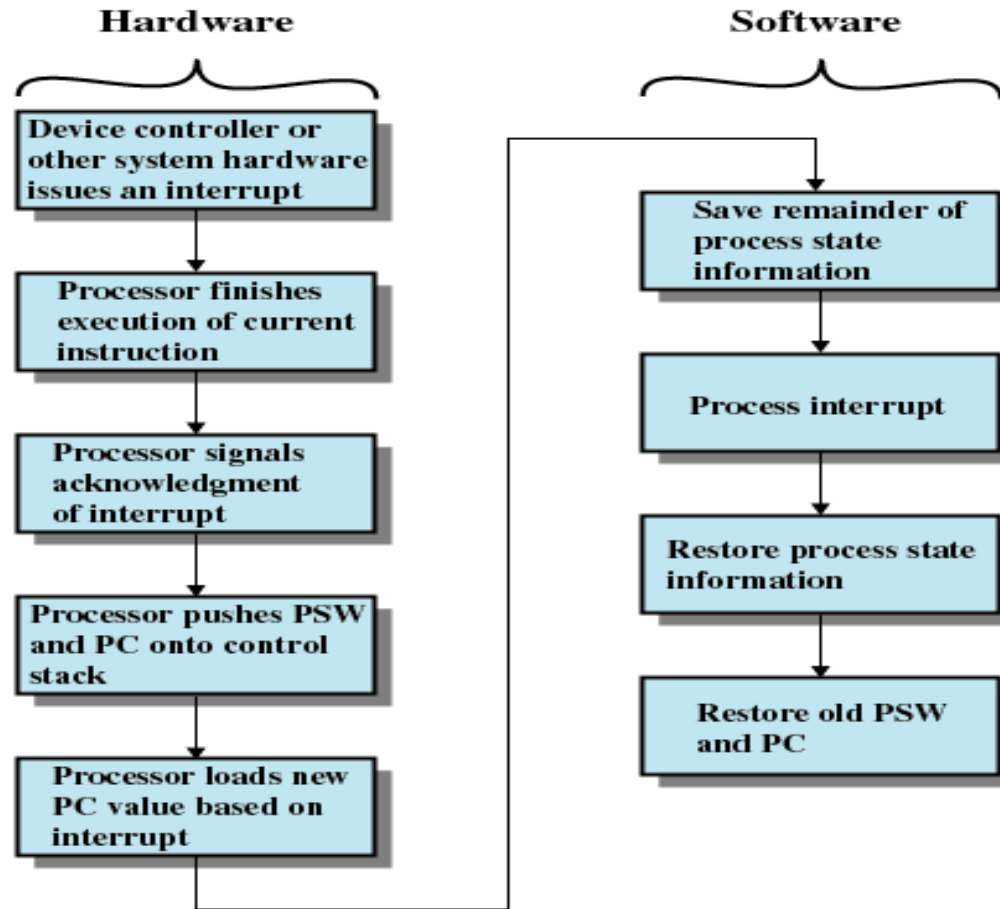 Hardware
Device controller or
other system hardware
issues an interrupt
Processor finishes
execution of current
instruction
Processor signals
acknowledgment
of interrupt
Processor pushes PSW
and PC onto control
stack
Processor loads new
PC value based on
interrupt
Software
Save remainder of
process state
information
Process interrupt
Restore process state
information
Restore old PSW
and PC